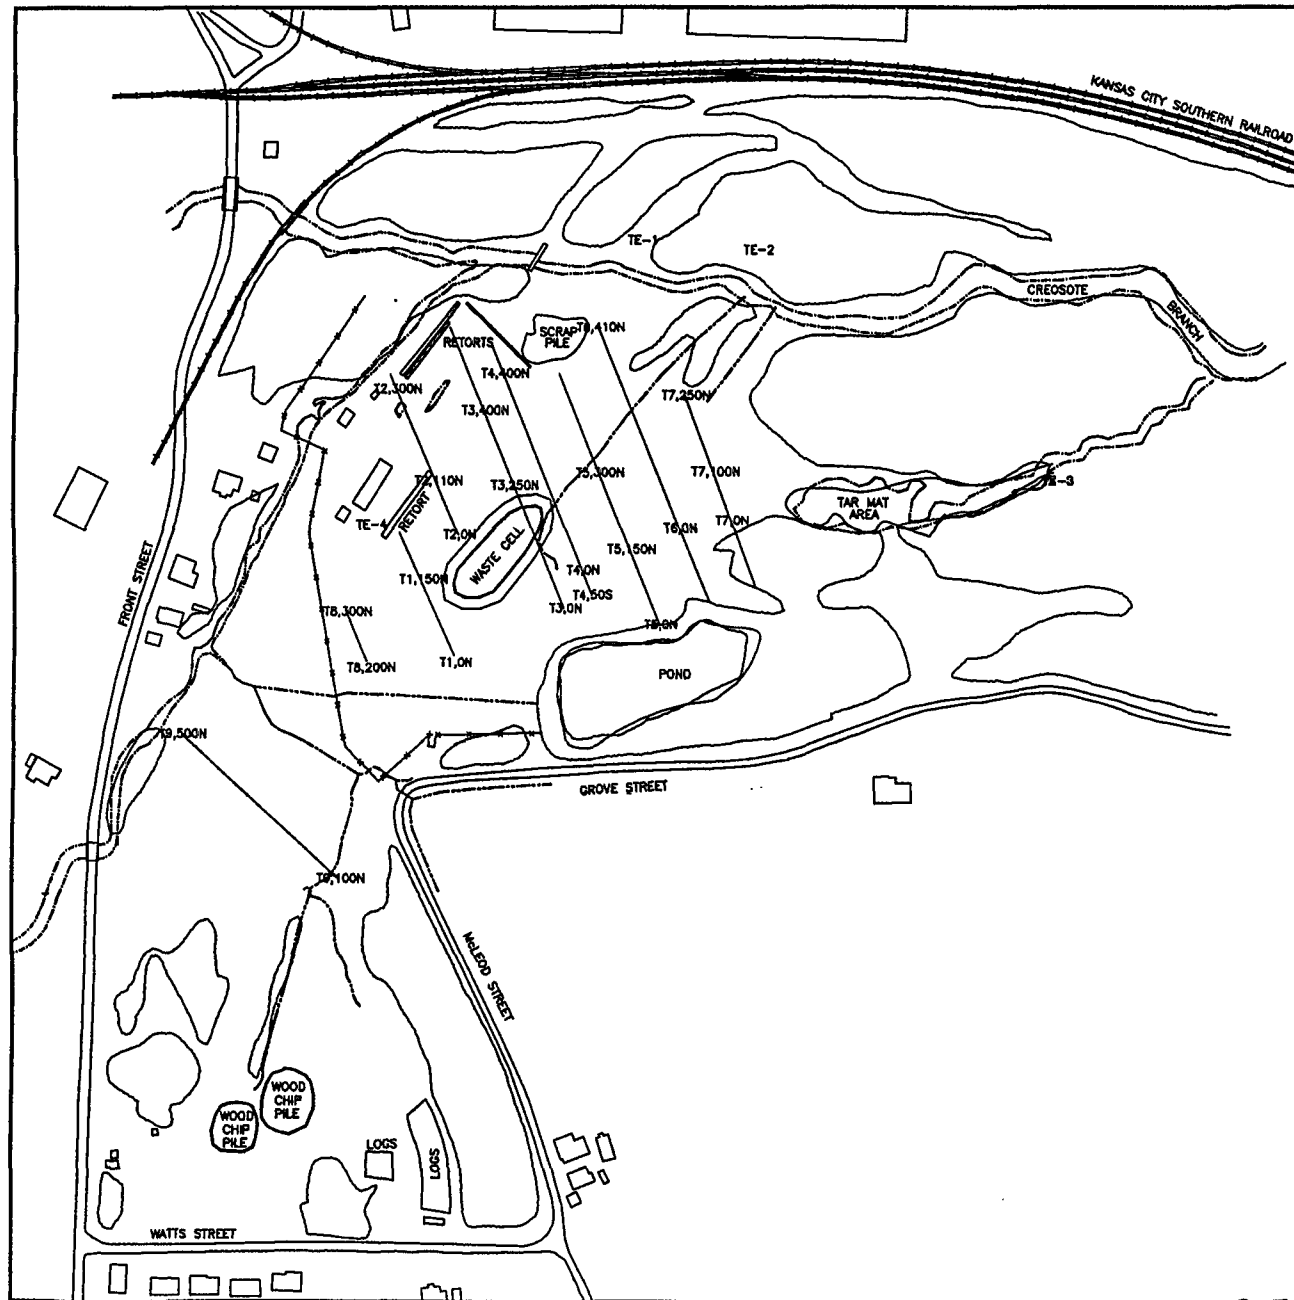 KANSAS CITY SOUTHERN RAILROAD
TE-1
TE-2
CREOSOTE
BRANCH
SCRAP
PILE
T6,410N
RETORTS
T4,400N
T2,300N
T3,400N
T7,250N
T7,100N
T5,300N
T2,110N
T3,250N
TE-3
TAR MAT
AREA
RETORT
TE-4
T7,0N
T6,0N
T2,0N
WASTE CELL
T5,150N
T4,0N
T1,150N
T4,50S
T3,0N
FRONT STREET
T8,300N
T5,0N
T1,0N
T8,200N
POND
T9,500N
GROVE STREET
T9,100N
McLEOD STREET
WOOD
CHIP
PILE
WOOD
CHIP
PILE
LOGS
LOGS
WATTS STREET